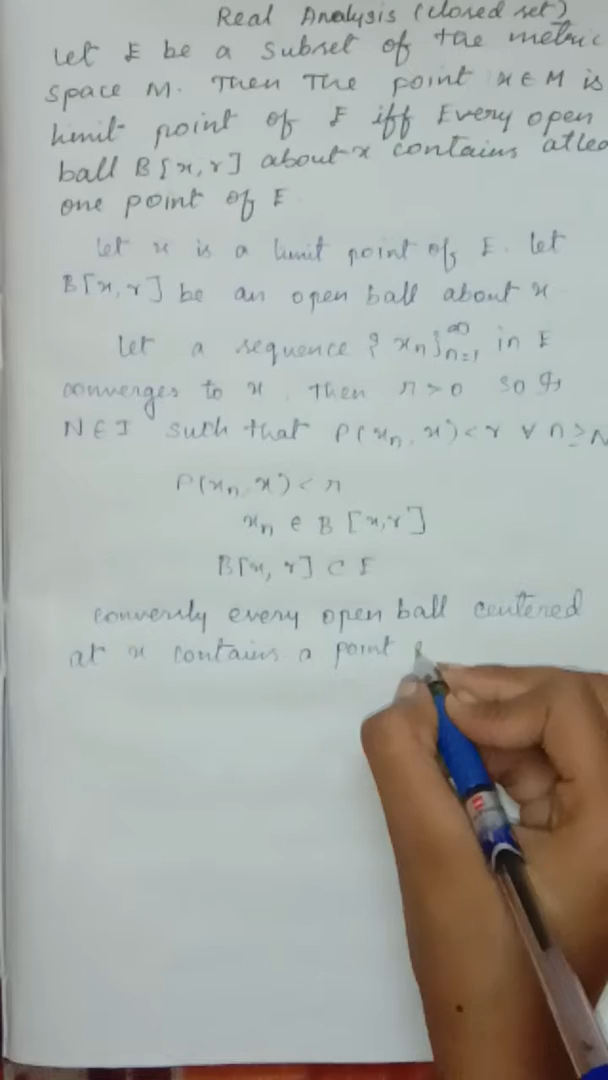 Real Analysis (closed set)
Let E be a subset of the metric
space M. Then The point x ∈ M is
limit point of E iff Every open
ball B[x, r] about x contains atlea
one point of E
Let x is a limit point of E. Let
B[x, r] be an open ball about x
Let a sequence {xn}∞n=1 in E
converges to x. Then r > 0 so ∃s
N ∈ I such that P(xn, x) < r ∀ n ≥ N
P(xn, x) < r
xn ∈ B [x, r]
B[x, r] ⊂ E
conversly every open ball centered
at x contains a point